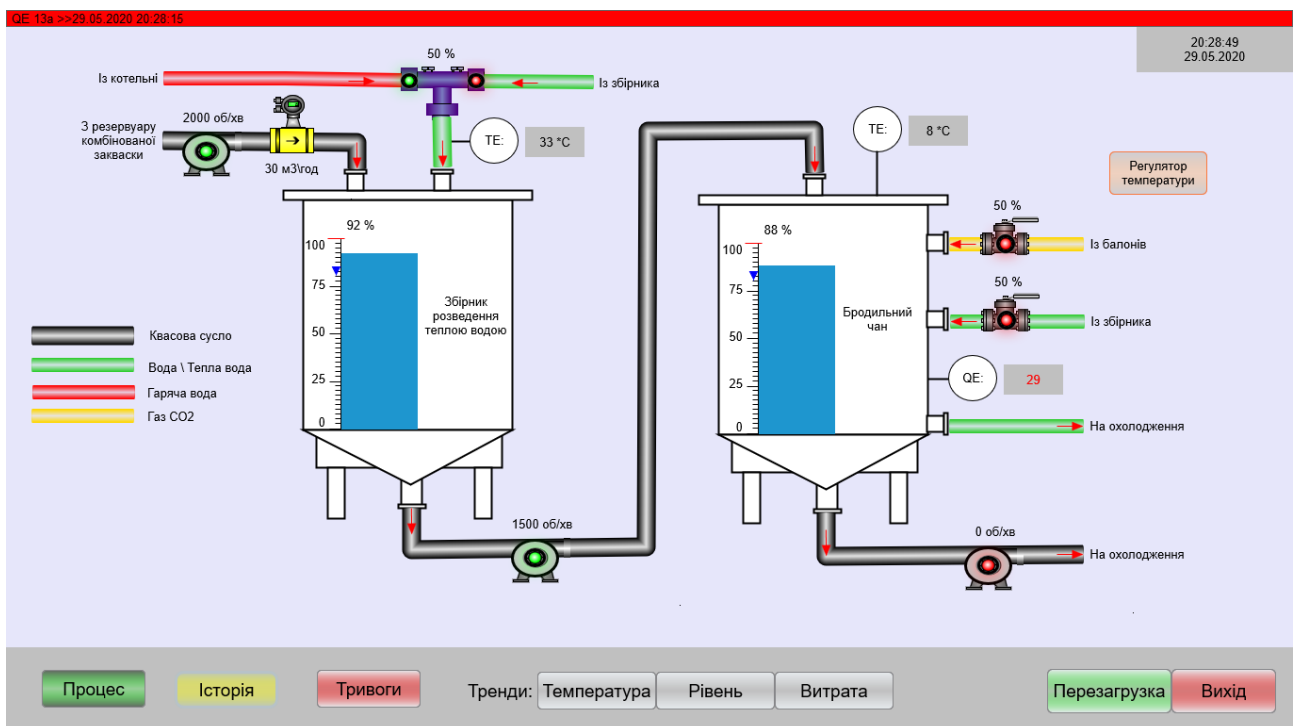 QE 13a >>29.05.2020 20:28:15
20:28:49
29.05.2020
50 %
Із котельні
Із збірника
2000 об/хв
З резервуару
комбінованої
закваски
30 м3\год
TE:
33 *C
TE:
8 *C
Регулятор
температури
92 %
100
75
50
25
0
Збірник
розведення
теплою водою
88 %
100
75
50
25
0
Бродильний
чан
50 %
Із балонів
50 %
Із збірника
QE:
29
На охолодження
Квасова сусло
Вода \ Тепла вода
Гаряча вода
Газ CO2
1500 об/хв
0 об/хв
На охолодження
Процес
Історія
Тривоги
Тренди:
Температура
Рівень
Витрата
Перезагрузка
Вихід